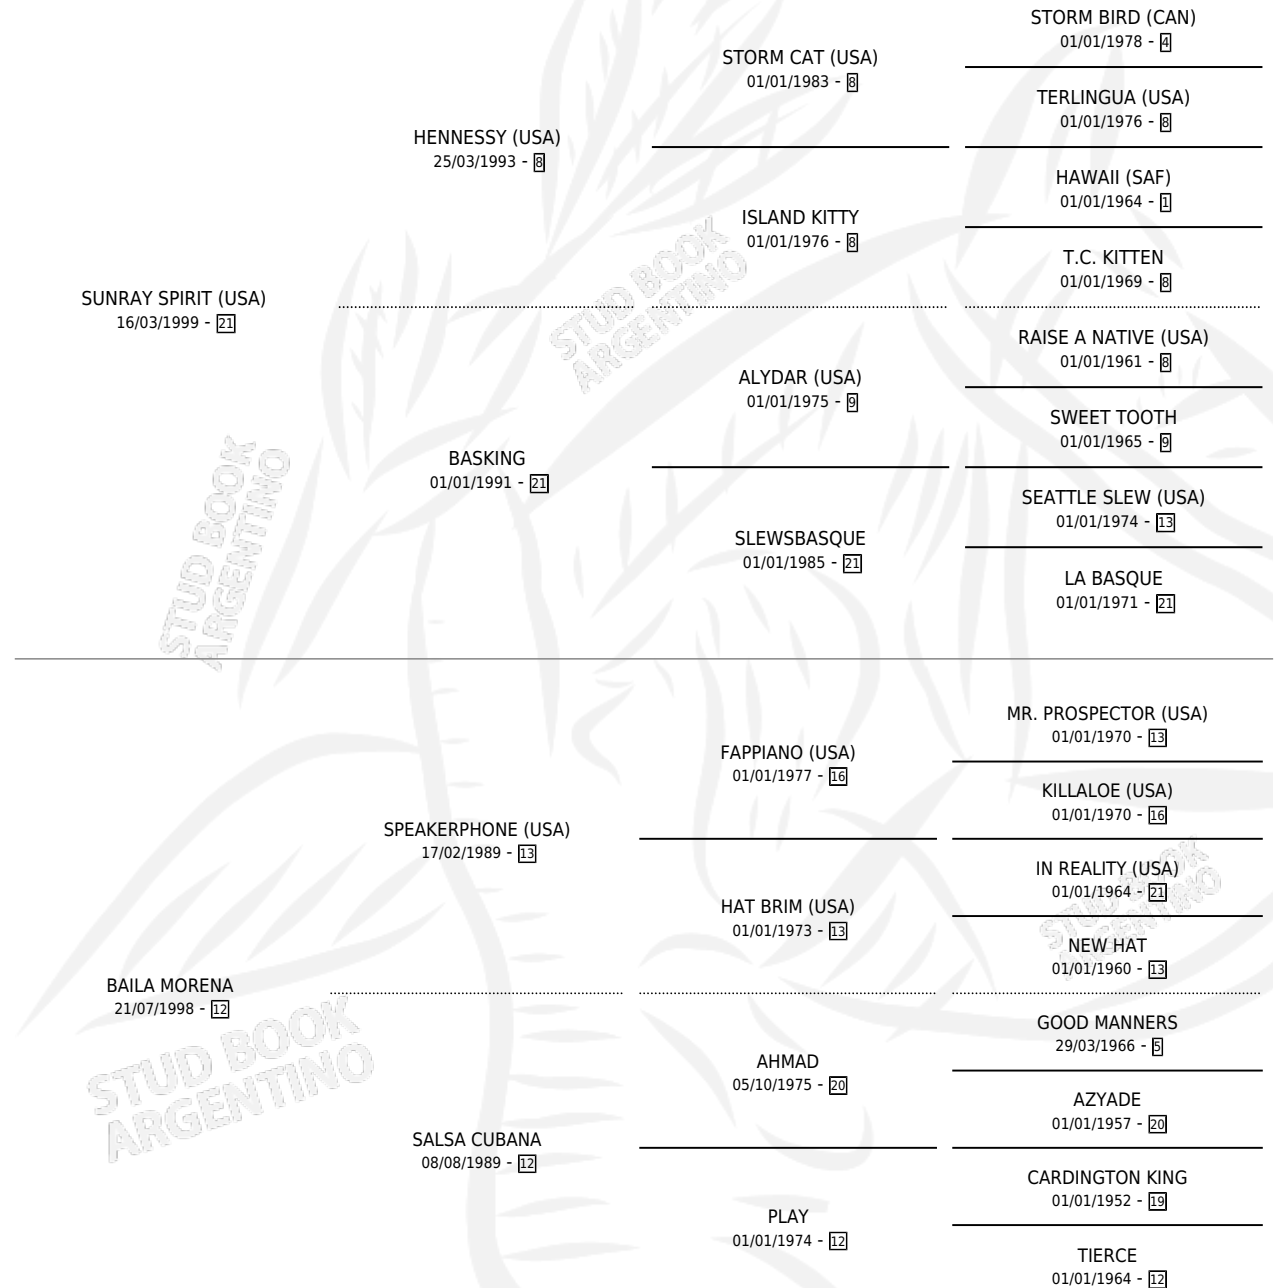 STORM BIRD (CAN)
01/01/1978 - 4
STORM CAT (USA)
01/01/1983 - 8
TERLINGUA (USA)
01/01/1976 - 8
HENNESSY (USA)
25/03/1993 - 8
HAWAII (SAF)
01/01/1964 - 1
ISLAND KITTY
01/01/1976 - 8
T.C. KITTEN
01/01/1969 - 8
SUNRAY SPIRIT (USA)
16/03/1999 - 21
STUD BOOK
ARGENTINO
RAISE A NATIVE (USA)
01/01/1961 - 8
ALYDAR (USA)
01/01/1975 - 9
SWEET TOOTH
01/01/1965 - 9
BASKING
01/01/1991 - 21
SEATTLE SLEW (USA)
01/01/1974 - 13
SLEWSBASQUE
01/01/1985 - 21
LA BASQUE
01/01/1971 - 21
STUD BOOK
ARGENTINO
MR. PROSPECTOR (USA)
01/01/1970 - 13
FAPPIANO (USA)
01/01/1977 - 16
KILLALOE (USA)
01/01/1970 - 16
SPEAKERPHONE (USA)
17/02/1989 - 13
IN REALITY (USA)
01/01/1964 - 21
HAT BRIM (USA)
01/01/1973 - 13
STUD BOOK
ARGENTINO
NEW HAT
01/01/1960 - 13
BAILA MORENA
21/07/1998 - 12
STUD BOOK
ARGENTINO
GOOD MANNERS
29/03/1966 - 5
AHMAD
05/10/1975 - 20
AZYADE
01/01/1957 - 20
SALSA CUBANA
08/08/1989 - 12
CARDINGTON KING
01/01/1952 - 19
PLAY
01/01/1974 - 12
TIERCE
01/01/1964 - 12